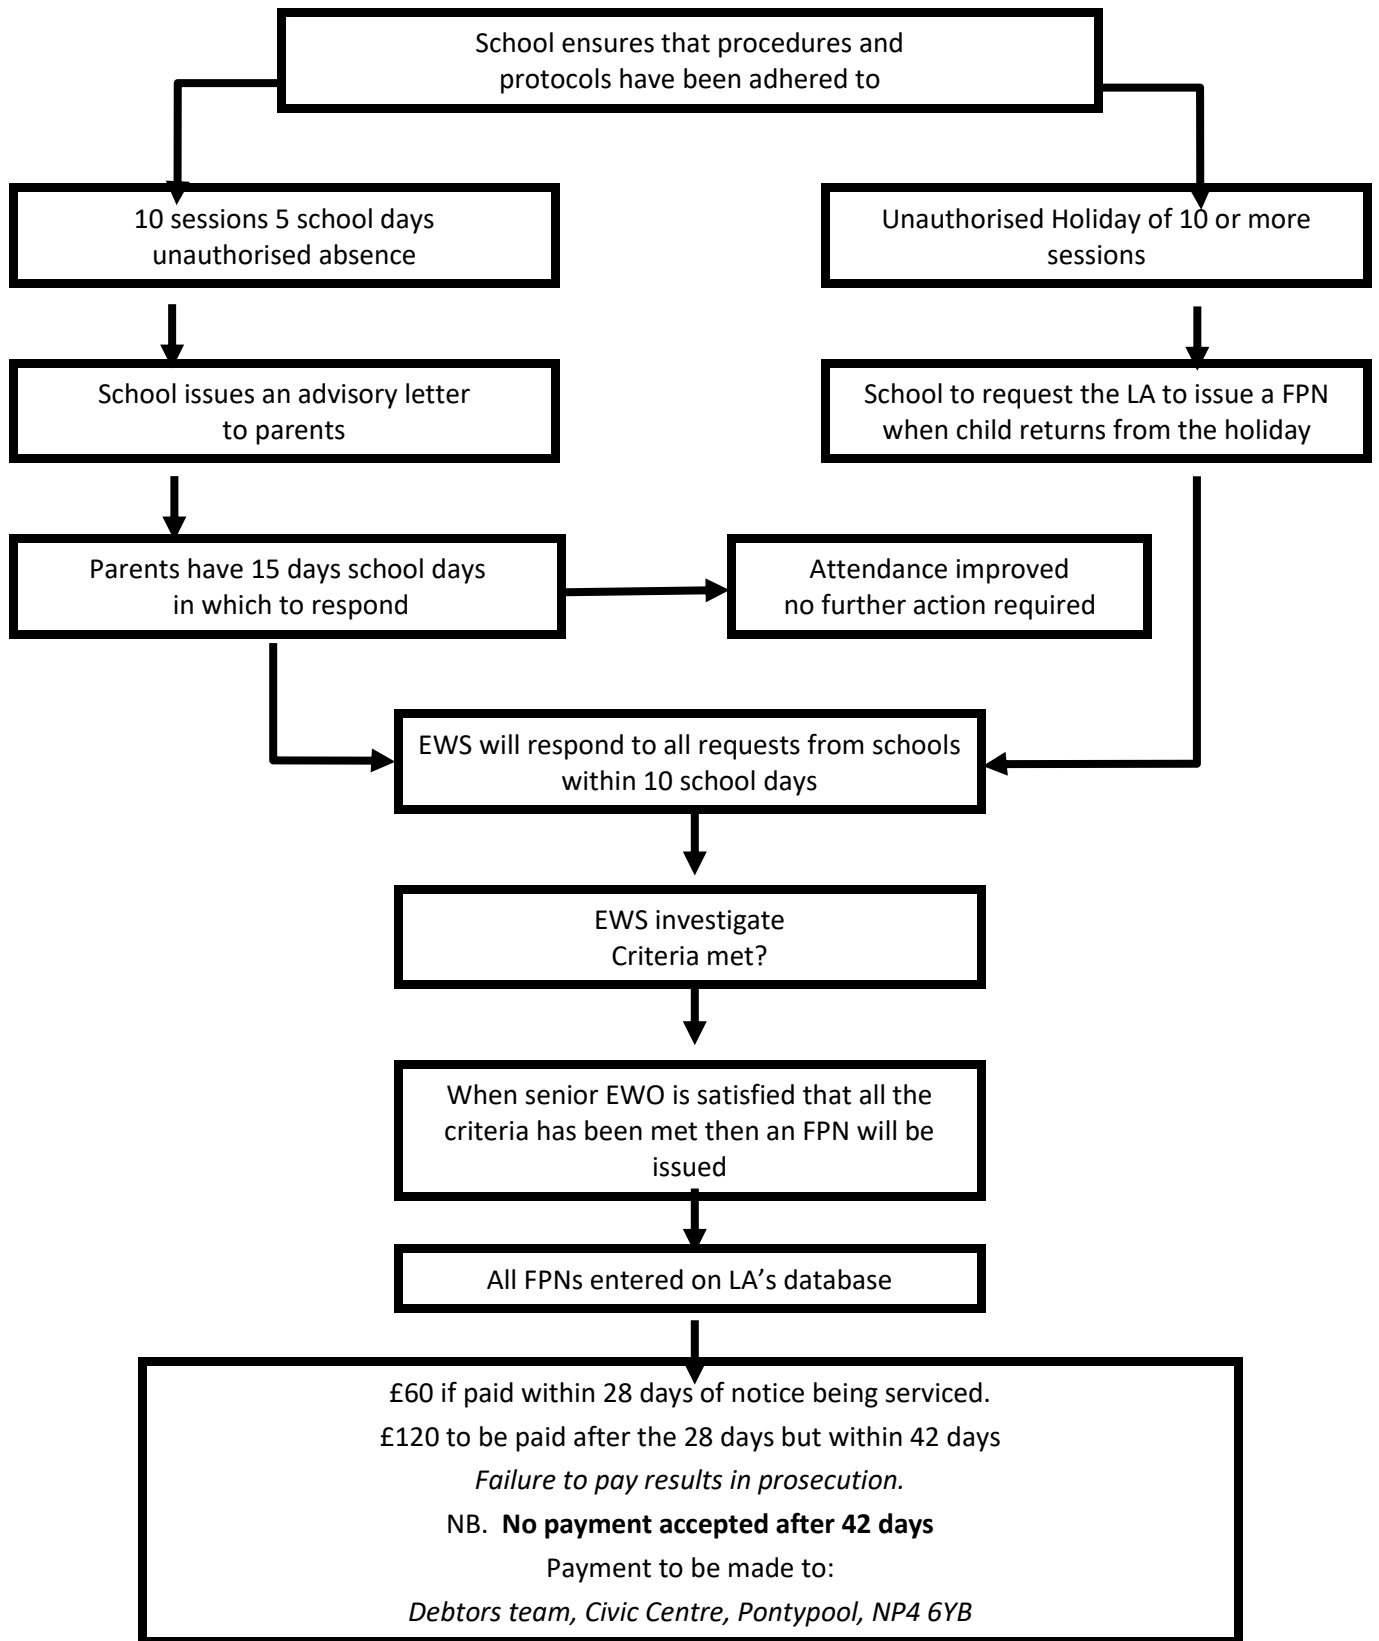 School ensures that procedures and
protocols have been adhered to
10 sessions 5 school days
unauthorised absence
Unauthorised Holiday of 10 or more
sessions
School issues an advisory letter
to parents
School to request the LA to issue a FPN
when child returns from the holiday
Parents have 15 days school days
in which to respond
Attendance improved
no further action required
EWS will respond to all requests from schools
within 10 school days
EWS investigate
Criteria met?
When senior EWO is satisfied that all the
criteria has been met then an FPN will be
issued
All FPNs entered on LA’s database
£60 if paid within 28 days of notice being serviced.
£120 to be paid after the 28 days but within 42 days
Failure to pay results in prosecution.
NB. No payment accepted after 42 days
Payment to be made to:
Debtors team, Civic Centre, Pontypool, NP4 6YB